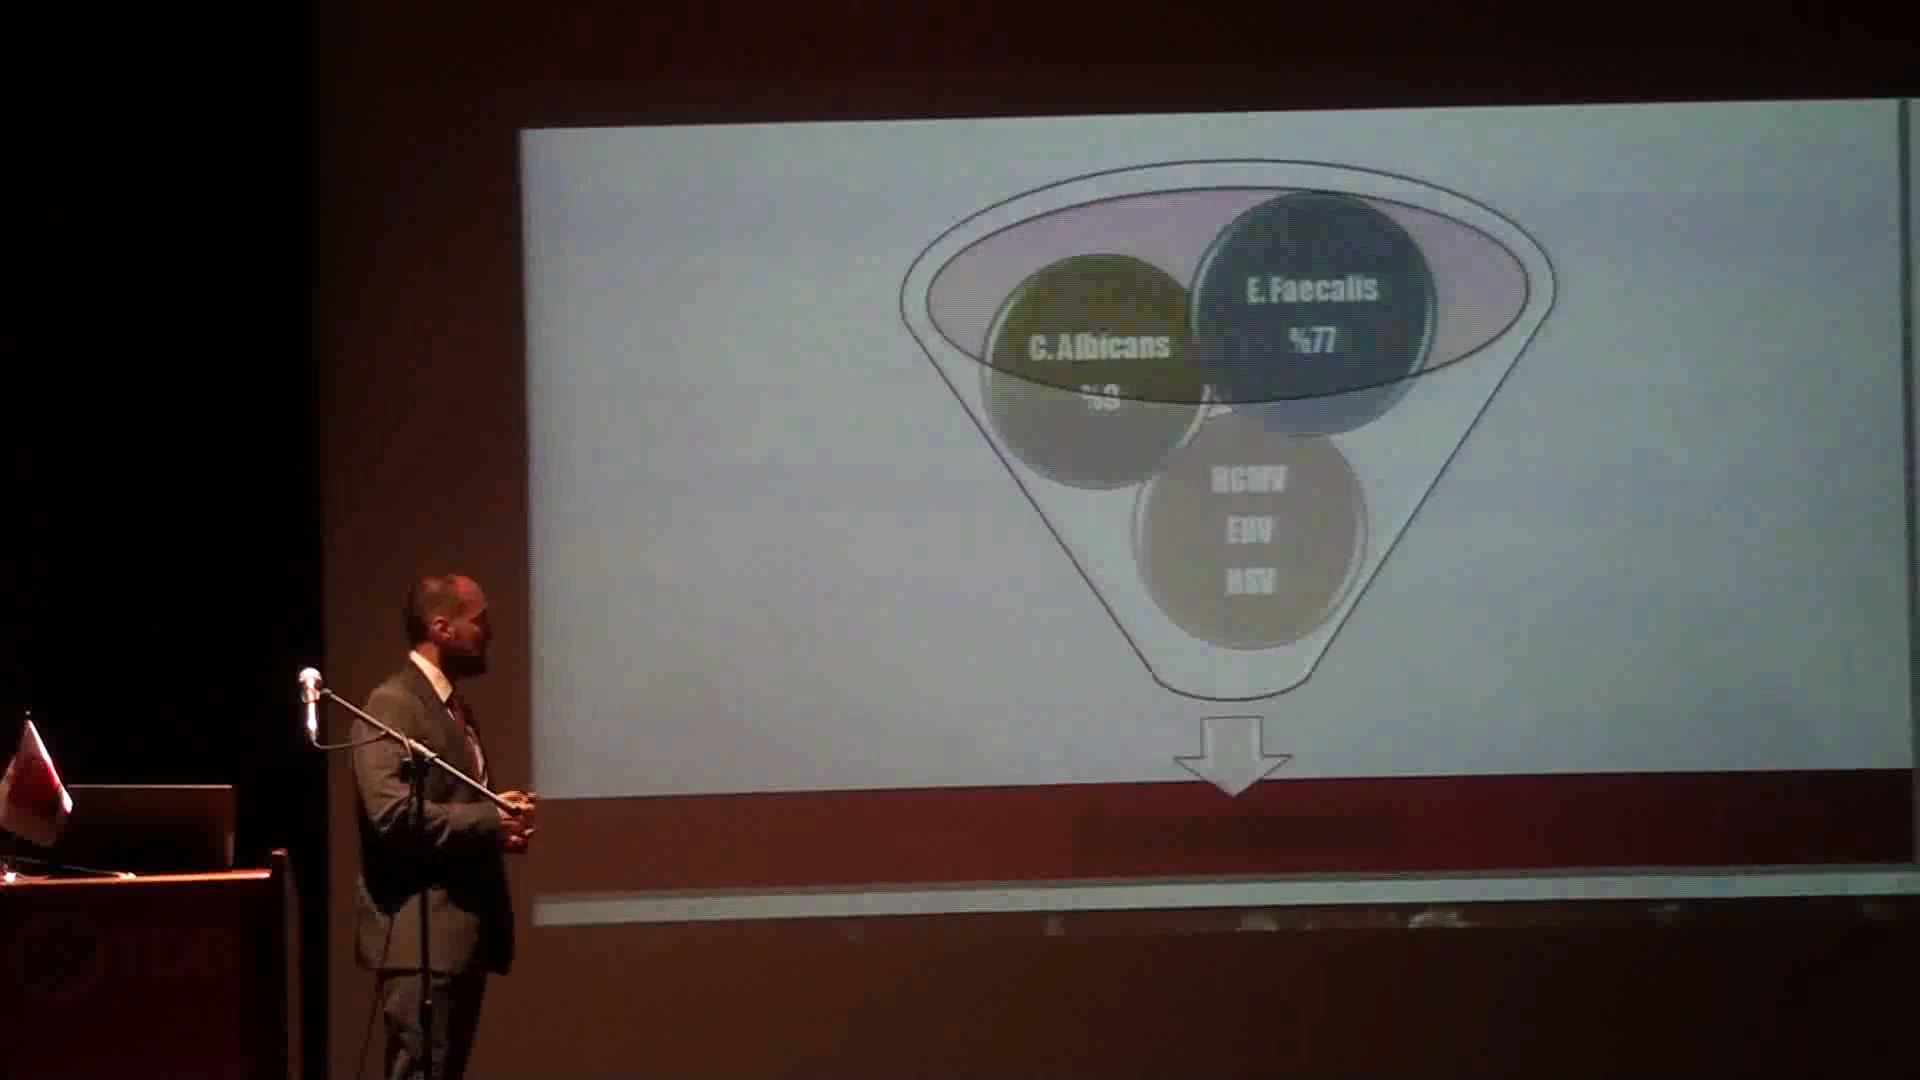 E. Faecalis
%77
C. Albicans
HCMV
EBV
HSV